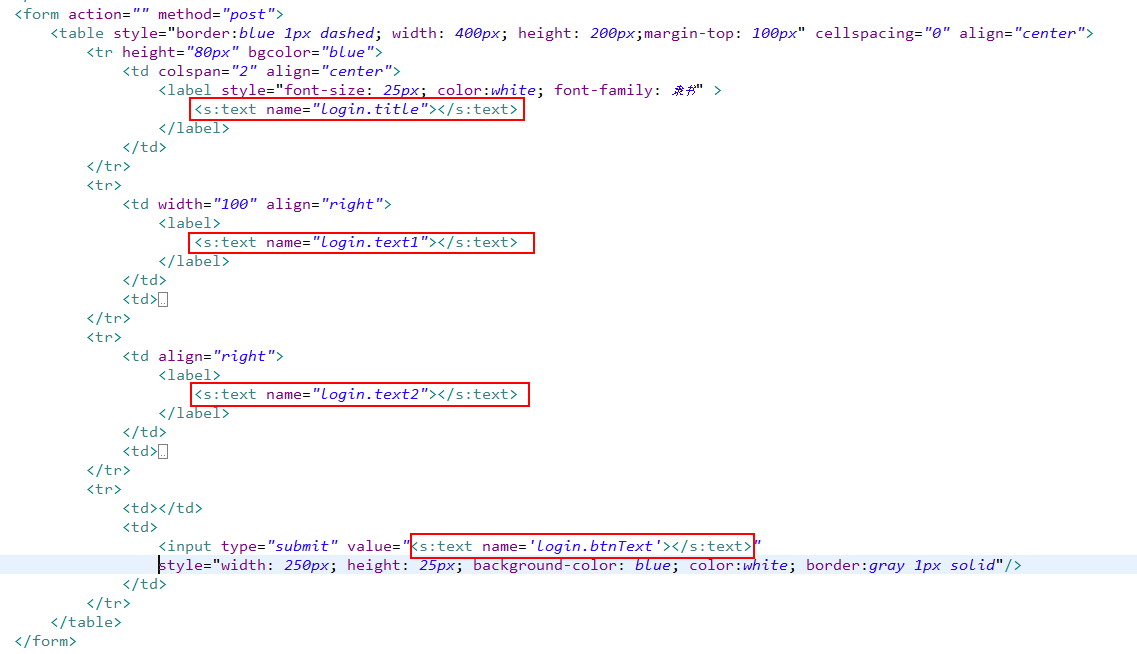 <form action="" method="post">
<table style="border:blue 1px dashed; width: 400px; height: 200px;margin-top: 100px" cellspacing="0" align="center">
<tr height="80px" bgcolor="blue">
<td colspan="2" align="center">
<label style="font-size: 25px; color:white; font-family: 隶书" >
<s:text name="login.title"></s:text>
</label>
</td>
</tr>
<tr>
<td width="100" align="right">
<label>
<s:text name="login.text1"></s:text>
</label>
</td>
<td>..
</tr>
<tr>
<td align="right">
<label>
<s:text name="login.text2"></s:text>
</label>
</td>
<td>..
</tr>
<tr>
<td></td>
<td>
<input type="submit" value="<s:text name='login.btnText'></s:text>"
style="width: 250px; height: 25px; background-color: blue; color:white; border:gray 1px solid"/>
</td>
</tr>
</table>
</form>